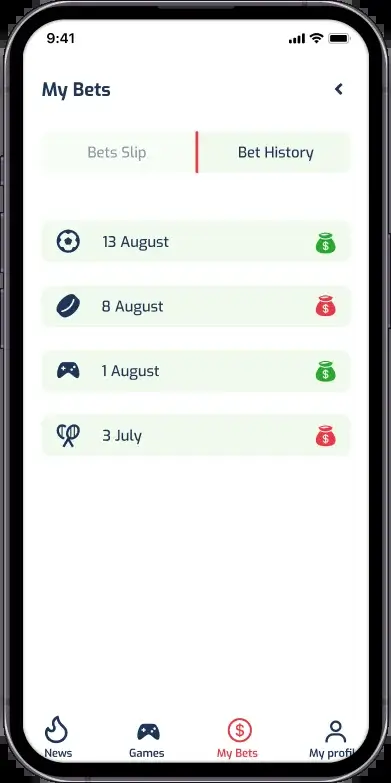 9:41
My Bets
Bets Slip
Bet History
13 August
$
8 August
$
1 August
$
3 July
$
$
News
Games
My Bets
My profil